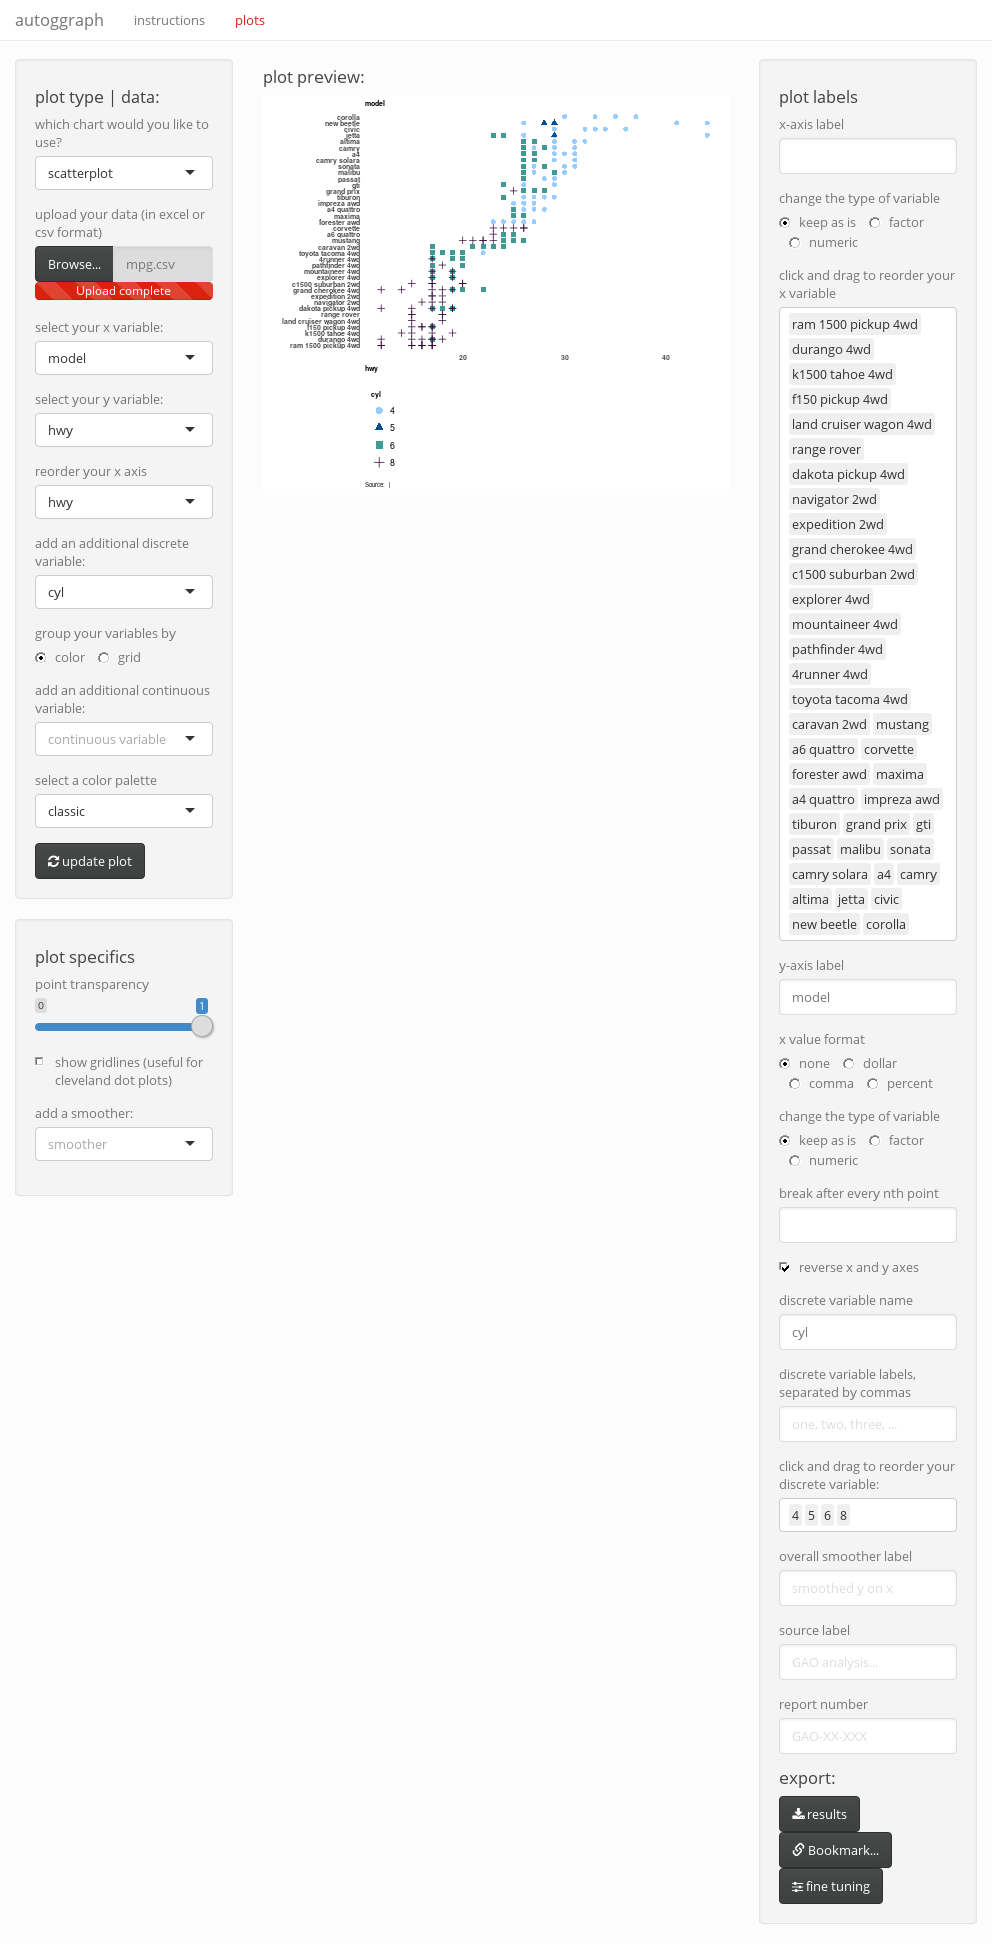 autoggraph
instructions
plots
plot type | data:
which chart would you like to
use?
scatterplot
upload your data (in excel or
csv format)
Browse...
mpg.csv
Upload complete
select your x variable:
model
select your y variable:
hwy
reorder your x axis
hwy
add an additional discrete
variable:
cyl
group your variables by
color
grid
add an additional continuous
variable:
continuous variable
select a color palette
classic
update plot
plot specifics
point transparency
0
1
show gridlines (useful for
cleveland dot plots)
add a smoother:
smoother
plot preview:
model
corolla
new beetle
civic
jetta
altima
camry
a4
camry solara
sonata
malibu
passat
gti
grand prix
tiburon
impreza awd
a4 quattro
maxima
forester awd
corvette
a6 quattro
mustang
caravan 2wd
toyota tacoma 4wd
4runner 4wd
pathfinder 4wd
mountaineer 4wd
explorer 4wd
c1500 suburban 2wd
grand cherokee 4wd
expedition 2wd
navigator 2wd
dakota pickup 4wd
range rover
land cruiser wagon 4wd
f150 pickup 4wd
k1500 tahoe 4wd
durango 4wd
ram 1500 pickup 4wd
20
30
40
hwy
cyl
4
5
6
8
Source: |
plot labels
x-axis label
change the type of variable
keep as is
factor
numeric
click and drag to reorder your
x variable
ram 1500 pickup 4wd
durango 4wd
k1500 tahoe 4wd
f150 pickup 4wd
land cruiser wagon 4wd
range rover
dakota pickup 4wd
navigator 2wd
expedition 2wd
grand cherokee 4wd
c1500 suburban 2wd
explorer 4wd
mountaineer 4wd
pathfinder 4wd
4runner 4wd
toyota tacoma 4wd
caravan 2wd mustang
a6 quattro corvette
forester awd maxima
a4 quattro impreza awd
tiburon grand prix gti
passat malibu sonata
camry solara a4 camry
altima jetta civic
new beetle corolla
y-axis label
model
x value format
none
dollar
comma
percent
change the type of variable
keep as is
factor
numeric
break after every nth point
reverse x and y axes
discrete variable name
cyl
discrete variable labels,
separated by commas
one, two, three, ...
click and drag to reorder your
discrete variable:
4 5 6 8
overall smoother label
smoothed y on x
source label
GAO analysis...
report number
GAO-XX-XXX
export:
results
Bookmark...
fine tuning